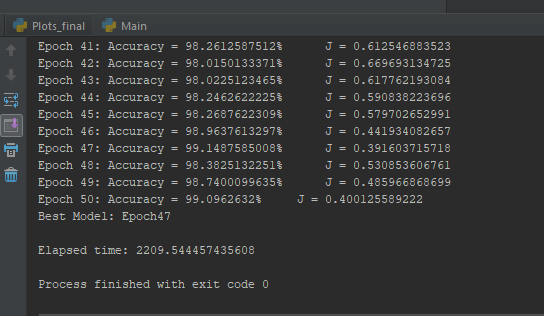 Plots_final Main
Epoch 41: Accuracy = 98.2612587512% J = 0.612546883523
Epoch 42: Accuracy = 98.0150133371% J = 0.669693134725
Epoch 43: Accuracy = 98.0225123465% J = 0.617762193084
Epoch 44: Accuracy = 98.2462622225% J = 0.590838223696
Epoch 45: Accuracy = 98.2687622309% J = 0.579702652991
Epoch 46: Accuracy = 98.9637613297% J = 0.441934082657
Epoch 47: Accuracy = 99.1487585008% J = 0.391603715718
Epoch 48: Accuracy = 98.3825132251% J = 0.530853606761
Epoch 49: Accuracy = 98.7400099635% J = 0.485966868699
Epoch 50: Accuracy = 99.0962632% J = 0.400125589222
Best Model: Epoch47
Elapsed time: 2209.544457435608
Process finished with exit code 0